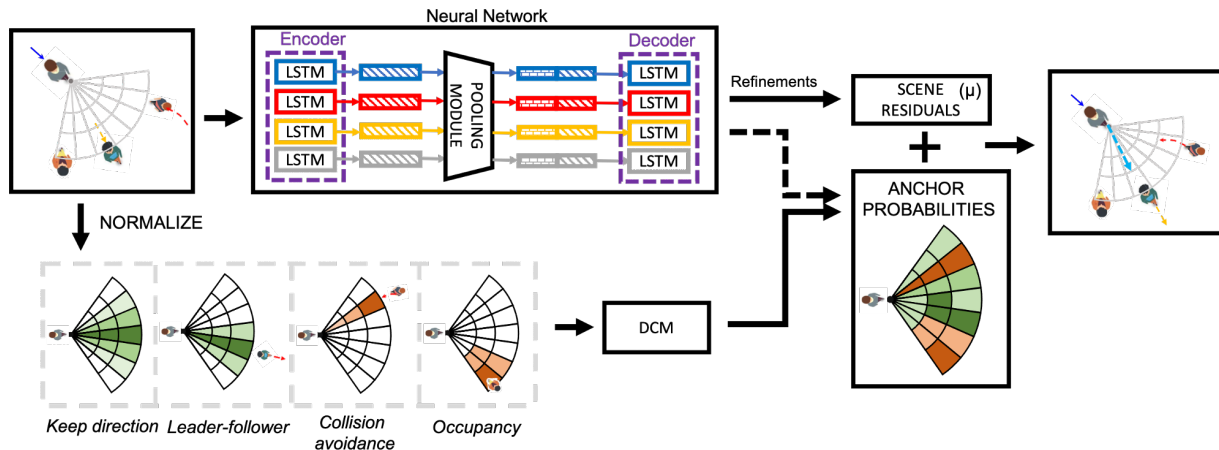 Neural Network
Encoder
Decoder
LSTM
LSTM
LSTM
LSTM
POOLING
MODULE
LSTM
LSTM
LSTM
LSTM
Refinements
SCENE (μ)
RESIDUALS
+
ANCHOR
PROBABILITIES
NORMALIZE
DCM
Keep direction
Leader-follower
Collision
avoidance
Occupancy